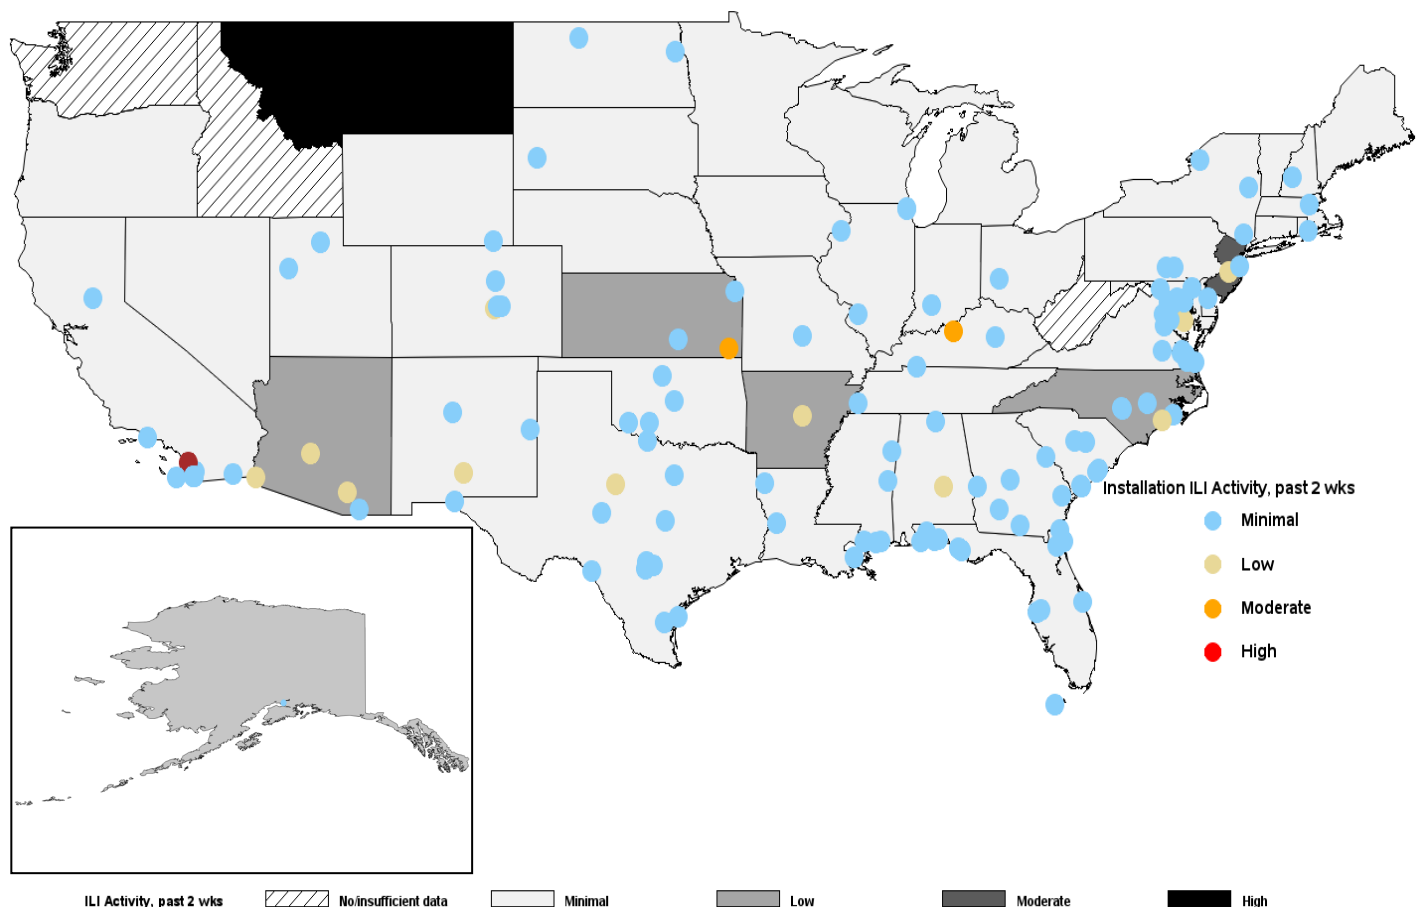 Installation ILI Activity, past 2 wks
Minimal
Low
Moderate
High
ILI Activity, past 2 wks No/insufficient data Minimal Low Moderate High